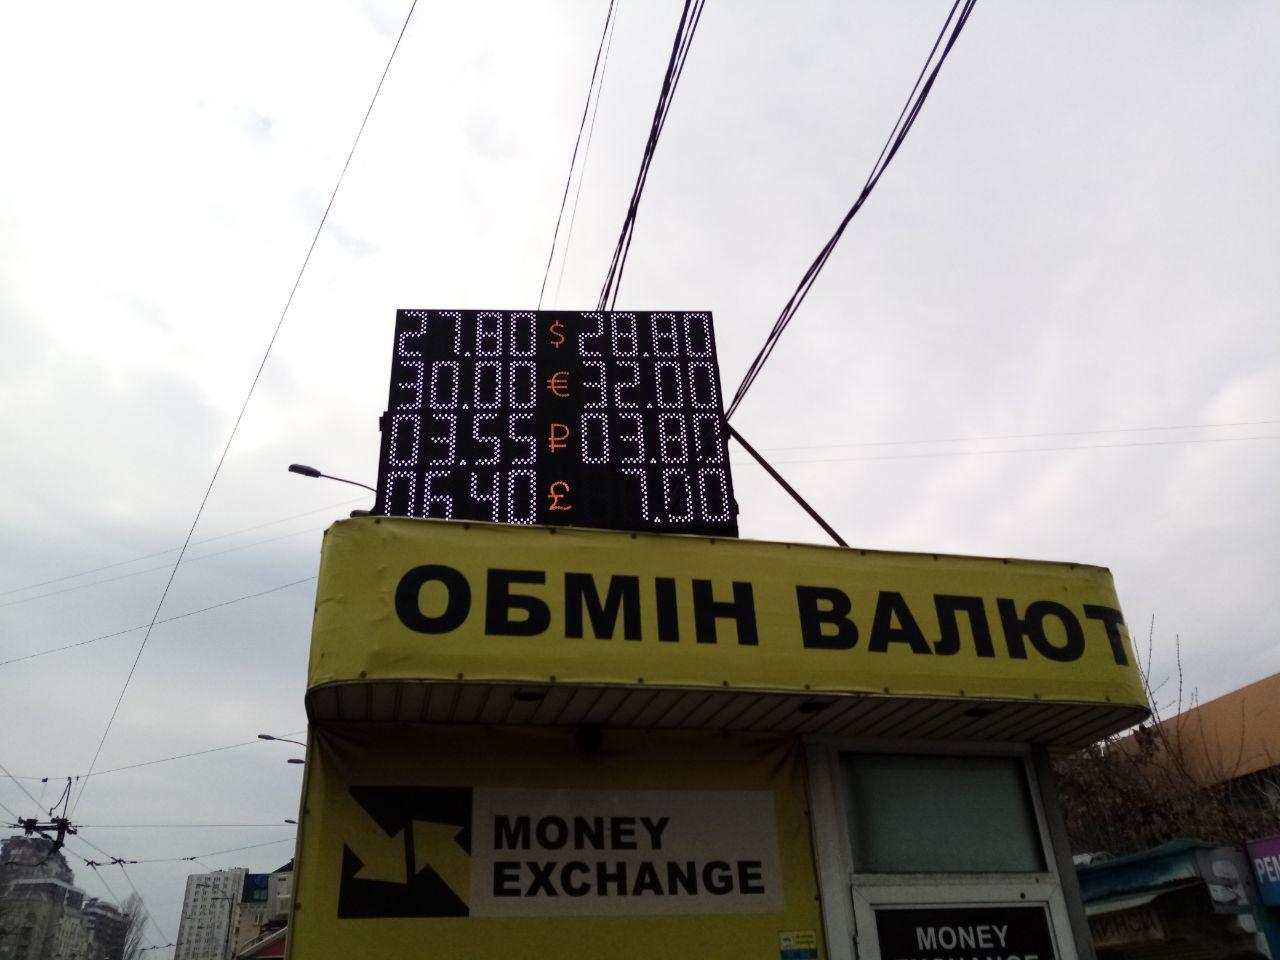 27.80 $ 28.80
30.00 € 32.00
03.55 ₽ 03.80
06.40 £ 7.00
ОБМІН ВАЛЮТ
MONEY
EXCHANGE
MONEY
EXCHANGE